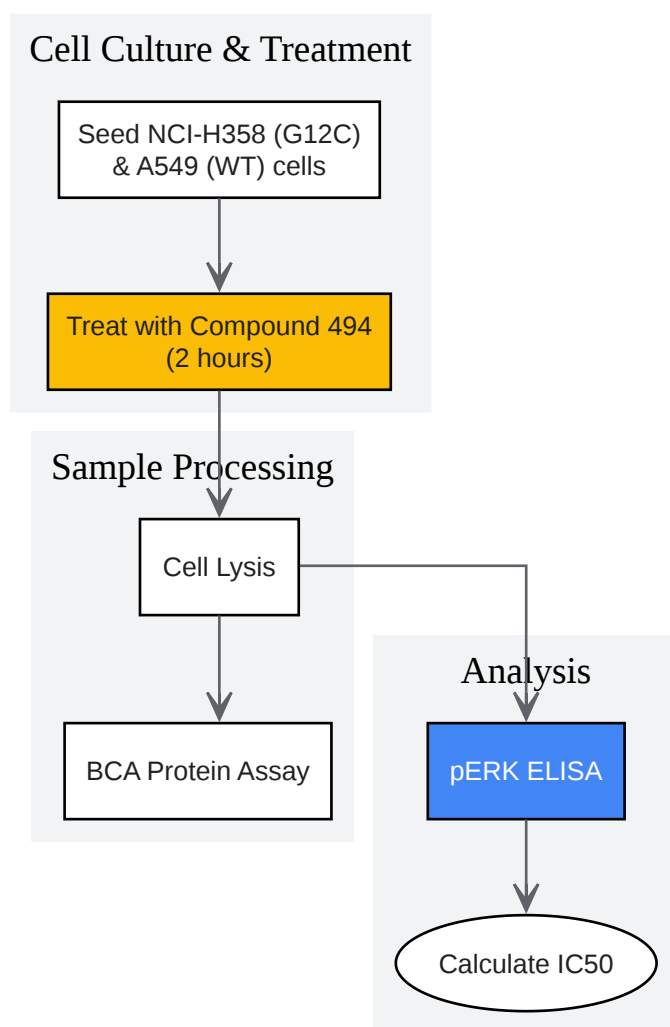 Cell Culture & Treatment
Seed NCI-H358 (G12C)
& A549 (WT) cells
Treat with Compound 494
(2 hours)
Sample Processing
Cell Lysis
BCA Protein Assay
Analysis
pERK ELISA
Calculate IC50